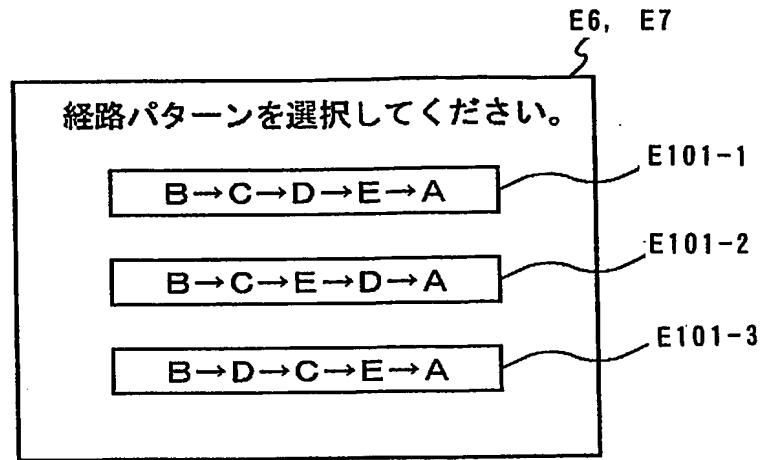 E6, E7
経路パターンを選択してください。
B→C→D→E→A
E101-1
B→C→E→D→A
E101-2
B→D→C→E→A
E101-3